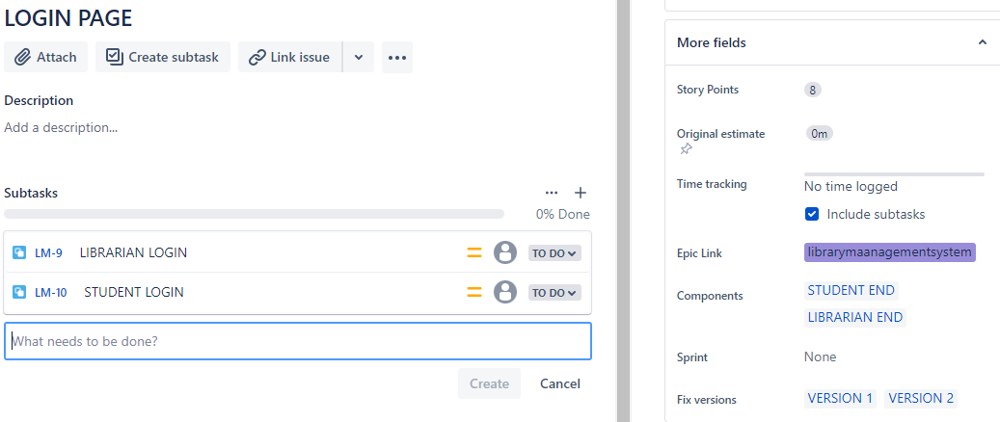 LOGIN PAGE
Attach
Create subtask
Link issue
Description
Add a description...
Subtasks
0% Done
LM-9 LIBRARIAN LOGIN TO DO
LM-10 STUDENT LOGIN TO DO
What needs to be done?
Create Cancel
More fields
Story Points 8
Original estimate 0m
Time tracking No time logged
Include subtasks
Epic Link librarymaanagementsystem
Components STUDENT END
LIBRARIAN END
Sprint None
Fix versions VERSION 1 VERSION 2